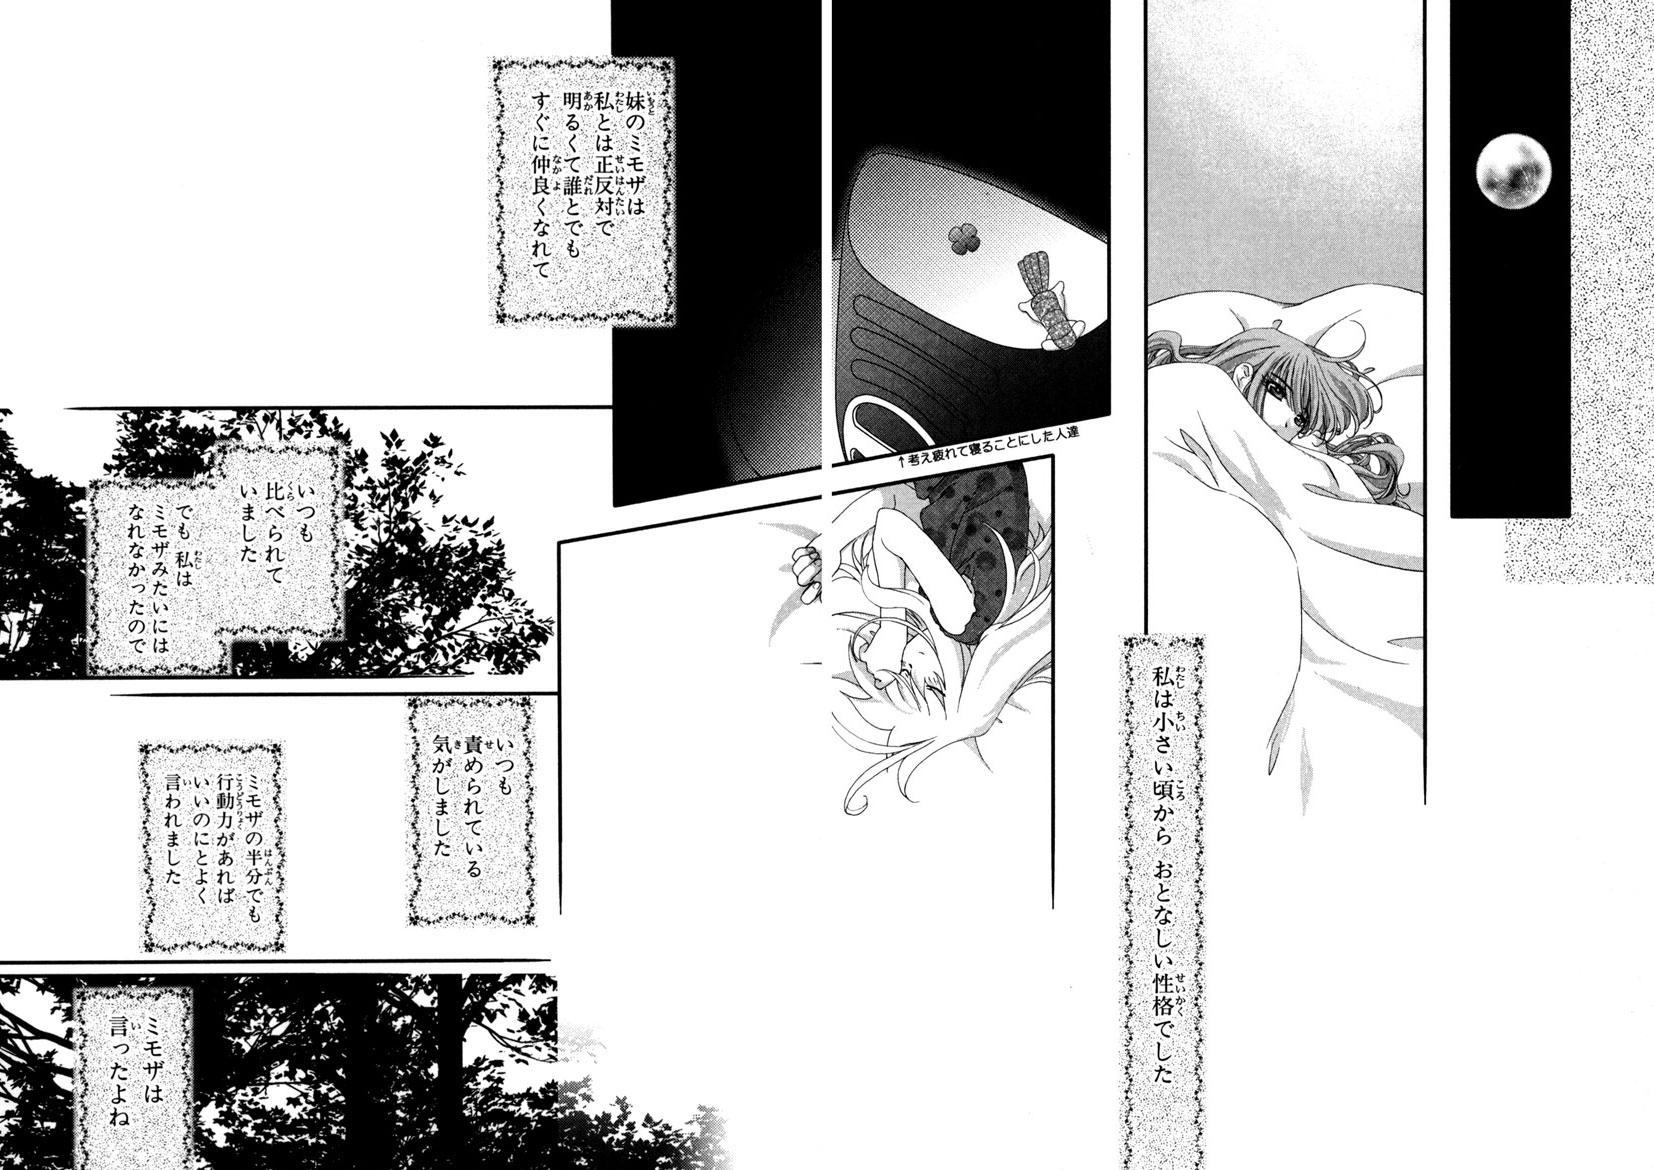 私は小さい頃から おとなしい性格でした
↑考え疲れて寝ることにした人達
妹のミモザは
私とは正反対で
明るくて誰とでも
すぐに仲良くなれて
いつも
比べられて
いました
でも 私は
ミモザみたいには
なれなかったので
いつも
責められている
気がしました
ミモザの半分でも
行動力があれば
いいのにとよく
言われました
ミモザは
言ったよね